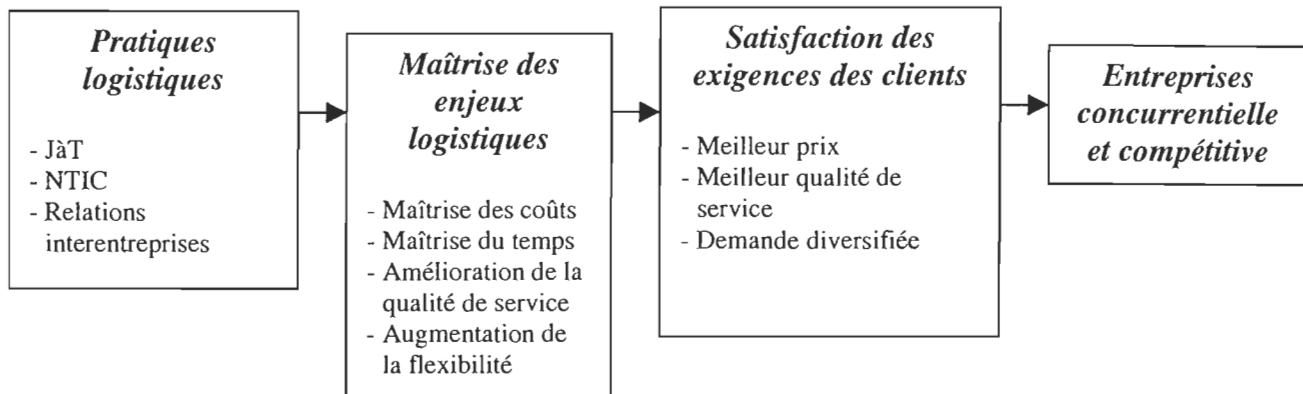 Pratiques
logistiques
- JàT
- NTIC
- Relations
interentreprises
Maîtrise des
enjeux
logistiques
- Maîtrise des coûts
- Maîtrise du temps
- Amélioration de la
qualité de service
- Augmentation de
la flexibilité
Satisfaction des
exigences des clients
- Meilleur prix
- Meilleur qualité de
service
- Demande diversifiée
Entreprises
concurrentielle
et compétitive